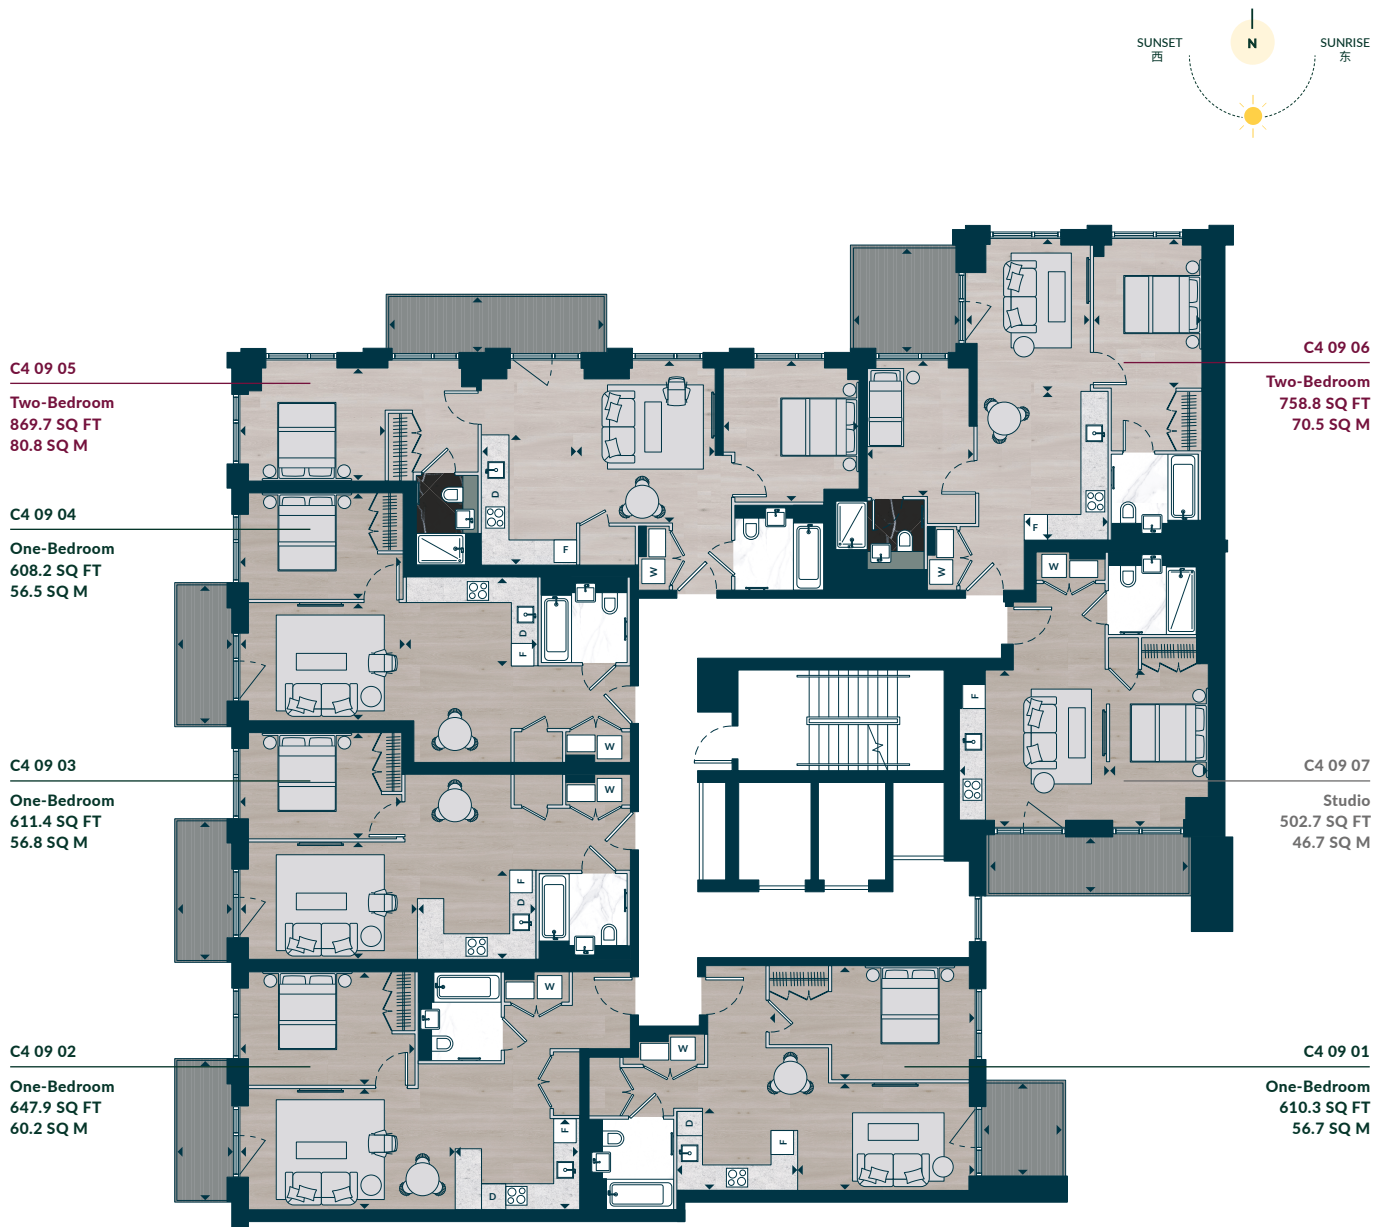 N
SUNSET
西
SUNRISE
东
C4 09 05
Two-Bedroom
869.7 SQ FT
80.8 SQ M
C4 09 06
Two-Bedroom
758.8 SQ FT
70.5 SQ M
C4 09 04
One-Bedroom
608.2 SQ FT
56.5 SQ M
C4 09 03
One-Bedroom
611.4 SQ FT
56.8 SQ M
C4 09 07
Studio
502.7 SQ FT
46.7 SQ M
C4 09 02
One-Bedroom
647.9 SQ FT
60.2 SQ M
C4 09 01
One-Bedroom
610.3 SQ FT
56.7 SQ M
D
F
W
W
F
W
D
F
W
F
W
F
D
W
W
F
D
D
F